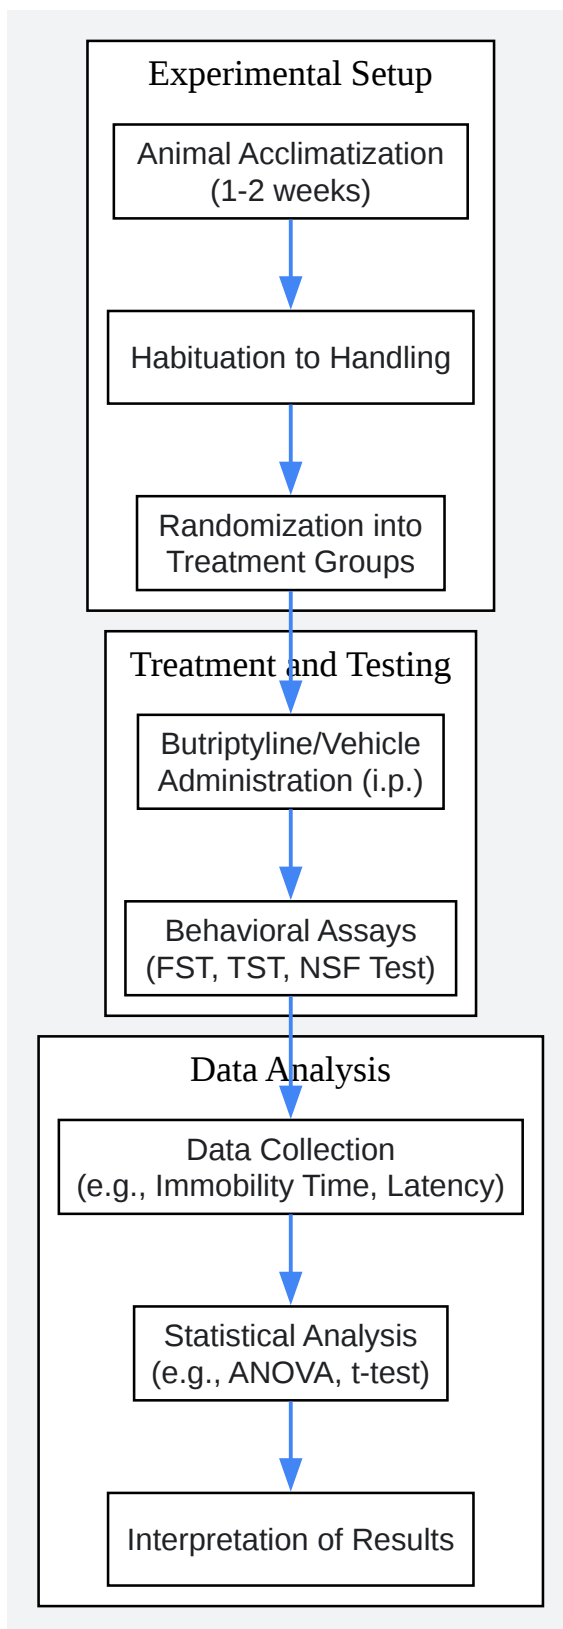 Experimental Setup
Animal Acclimatization
(1-2 weeks)
Habituation to Handling
Randomization into
Treatment Groups
Treatment and Testing
Butriptyline/Vehicle
Administration (i.p.)
Behavioral Assays
(FST, TST, NSF Test)
Data Analysis
Data Collection
(e.g., Immobility Time, Latency)
Statistical Analysis
(e.g., ANOVA, t-test)
Interpretation of Results